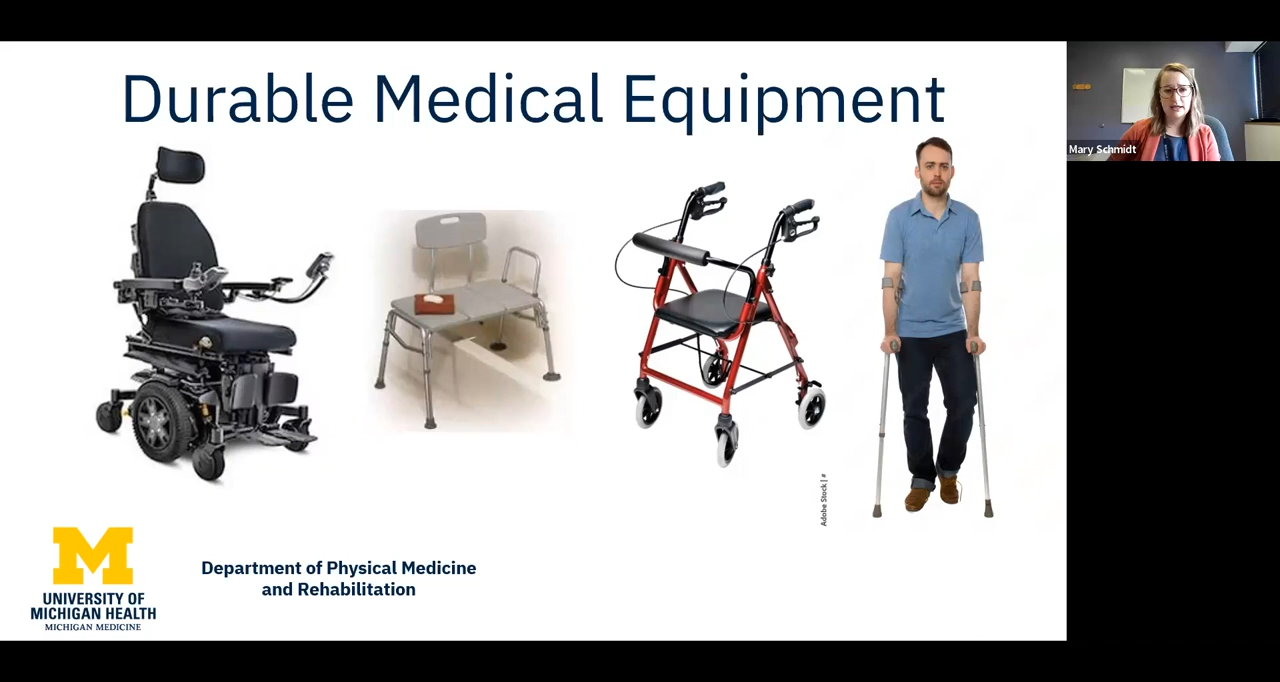 Durable Medical Equipment
Mary Schmidt
Adobe Stock | #
M
UNIVERSITY OF
MICHIGAN HEALTH
MICHIGAN MEDICINE
Department of Physical Medicine
and Rehabilitation